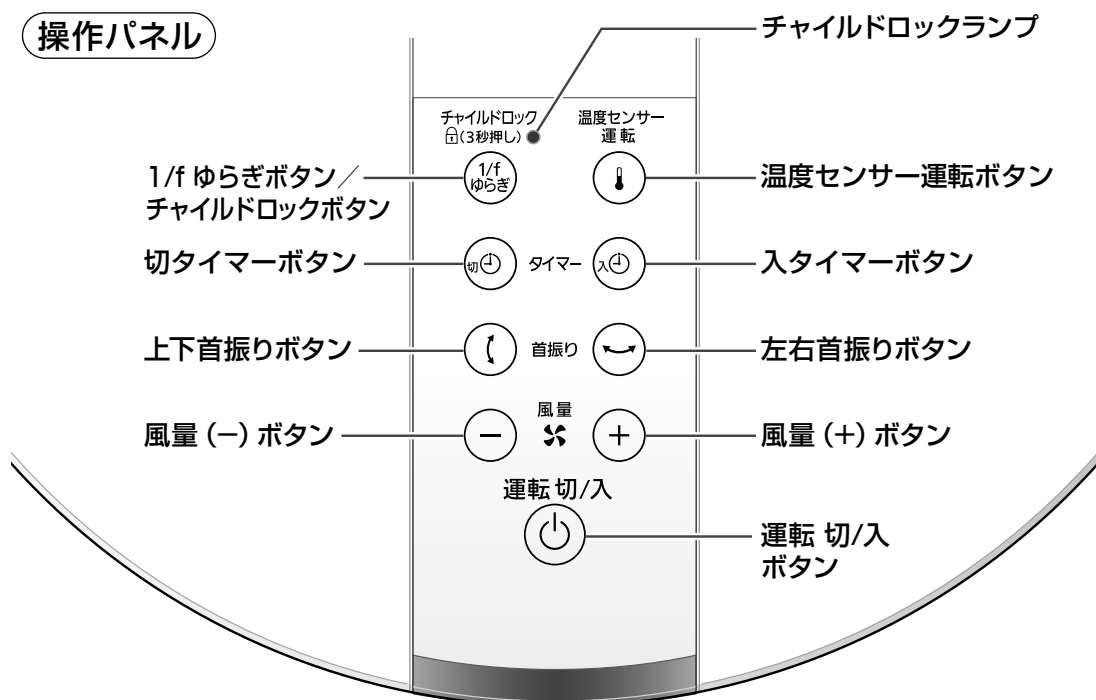 操作パネル
チャイルドロックランプ
チャイルドロック
(3秒押し)
温度センサー
運転
1/f ゆらぎボタン／
チャイルドロックボタン
1/f
ゆらぎ
温度センサー運転ボタン
切タイマーボタン
切
タイマー
入
入タイマーボタン
上下首振りボタン
首振り
左右首振りボタン
風量（－）ボタン
－
風量
＋
風量（＋）ボタン
運転 切/入
運転 切/入
ボタン